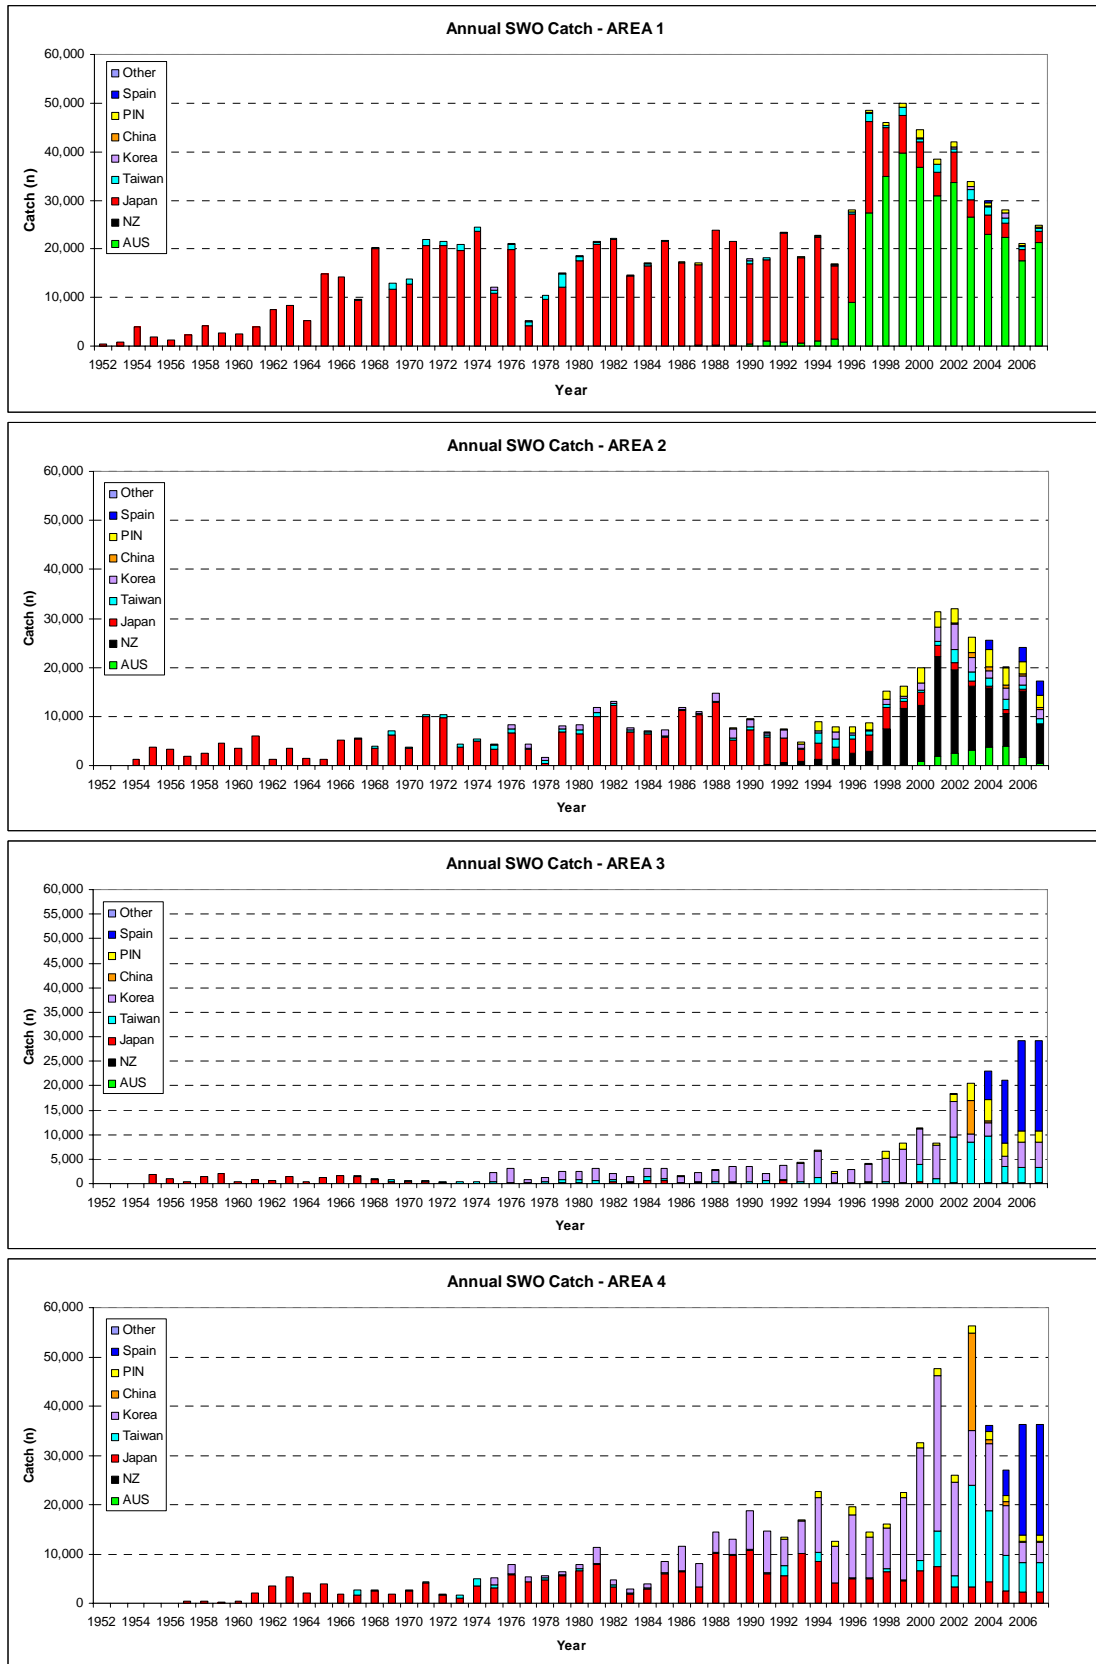 Annual SWO Catch - AREA 1
60,000
50,000
40,000
30,000
20,000
10,000
0
Catch (n)
Other
Spain
PIN
China
Korea
Taiwan
Japan
NZ
AUS
1952 1954 1956 1958 1960 1962 1964 1966 1968 1970 1972 1974 1976 1978 1980 1982 1984 1986 1988 1990 1992 1994 1996 1998 2000 2002 2004 2006
Year
Annual SWO Catch - AREA 2
60,000
50,000
40,000
30,000
20,000
10,000
0
Catch (n)
Other
Spain
PIN
China
Korea
Taiwan
Japan
NZ
AUS
1952 1954 1956 1958 1960 1962 1964 1966 1968 1970 1972 1974 1976 1978 1980 1982 1984 1986 1988 1990 1992 1994 1996 1998 2000 2002 2004 2006
Year
Annual SWO Catch - AREA 3
60,000
55,000
50,000
45,000
40,000
35,000
30,000
25,000
20,000
15,000
10,000
5,000
0
Catch (n)
Other
Spain
PIN
China
Korea
Taiwan
Japan
NZ
AUS
1952 1954 1956 1958 1960 1962 1964 1966 1968 1970 1972 1974 1976 1978 1980 1982 1984 1986 1988 1990 1992 1994 1996 1998 2000 2002 2004 2006
Year
Annual SWO Catch - AREA 4
60,000
50,000
40,000
30,000
20,000
10,000
0
Catch (n)
Other
Spain
PIN
China
Korea
Taiwan
Japan
NZ
AUS
1952 1954 1956 1958 1960 1962 1964 1966 1968 1970 1972 1974 1976 1978 1980 1982 1984 1986 1988 1990 1992 1994 1996 1998 2000 2002 2004 2006
Year